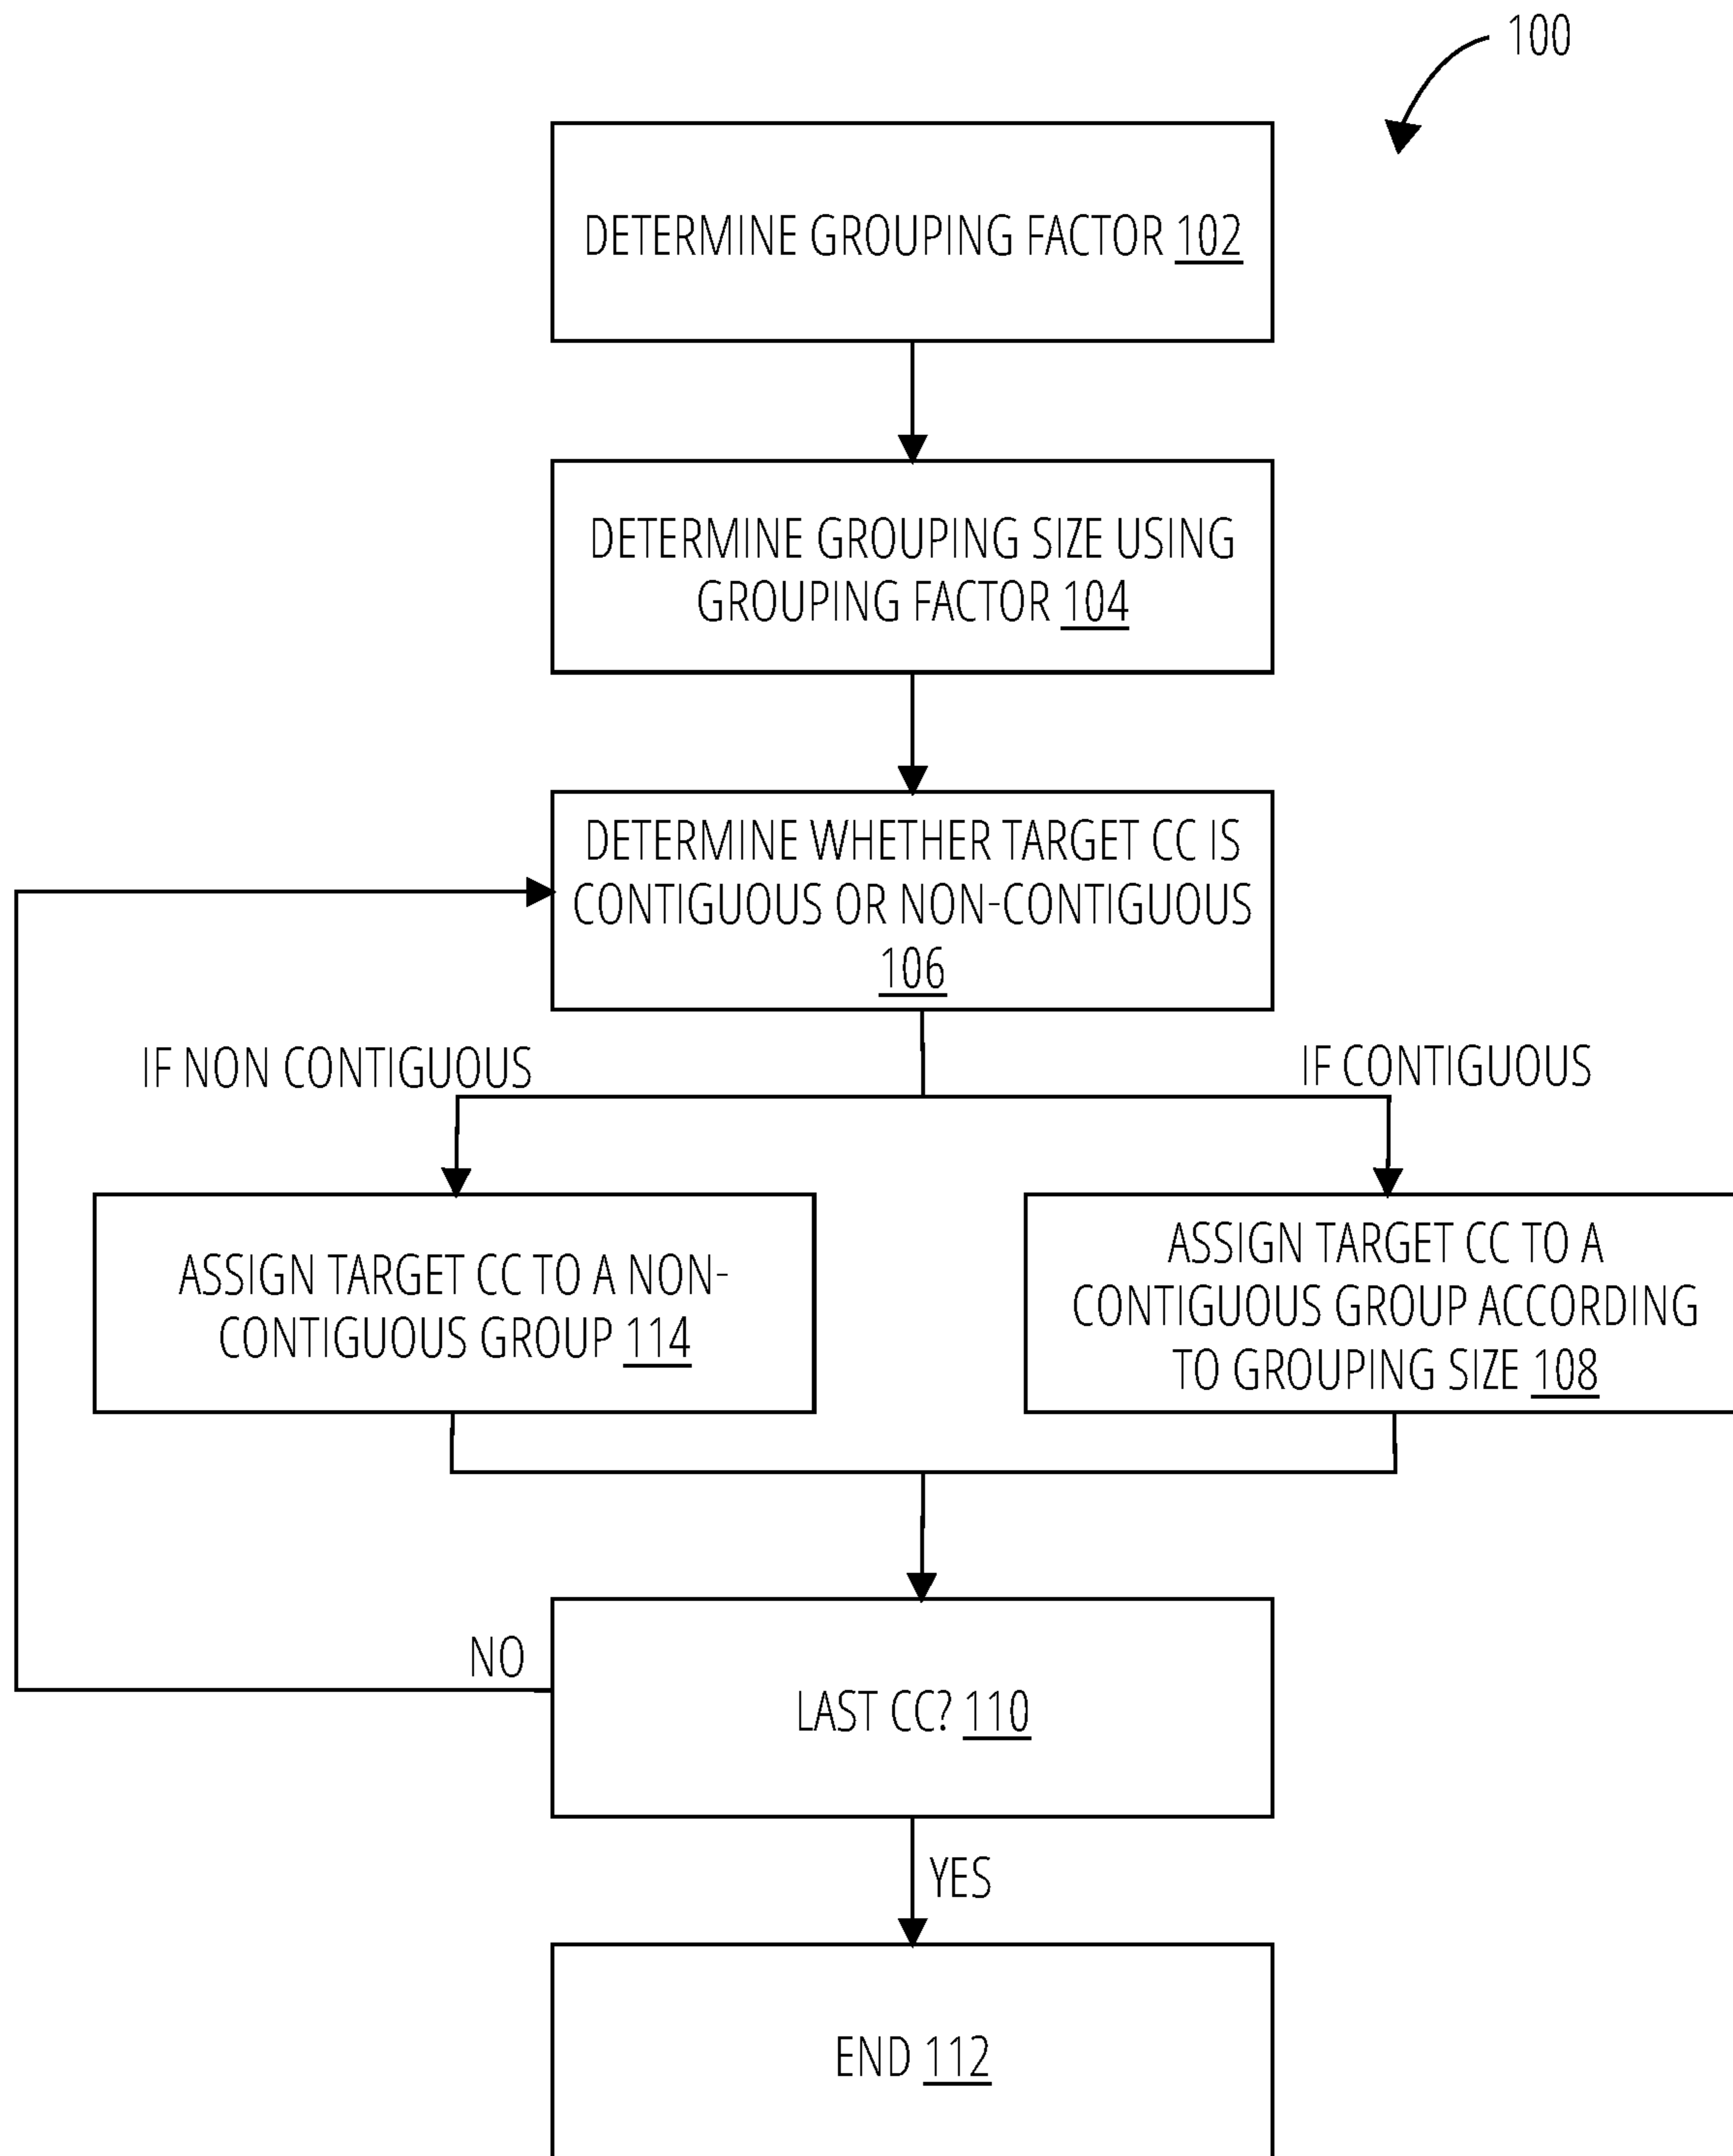 100
DETERMINE GROUPING FACTOR 102
DETERMINE GROUPING SIZE USING
GROUPING FACTOR 104
DETERMINE WHETHER TARGET CC IS
CONTIGUOUS OR NON-CONTIGUOUS
106
IF NON CONTIGUOUS
IF CONTIGUOUS
ASSIGN TARGET CC TO A NON-
CONTIGUOUS GROUP 114
ASSIGN TARGET CC TO A
CONTIGUOUS GROUP ACCORDING
TO GROUPING SIZE 108
NO
LAST CC? 110
YES
END 112